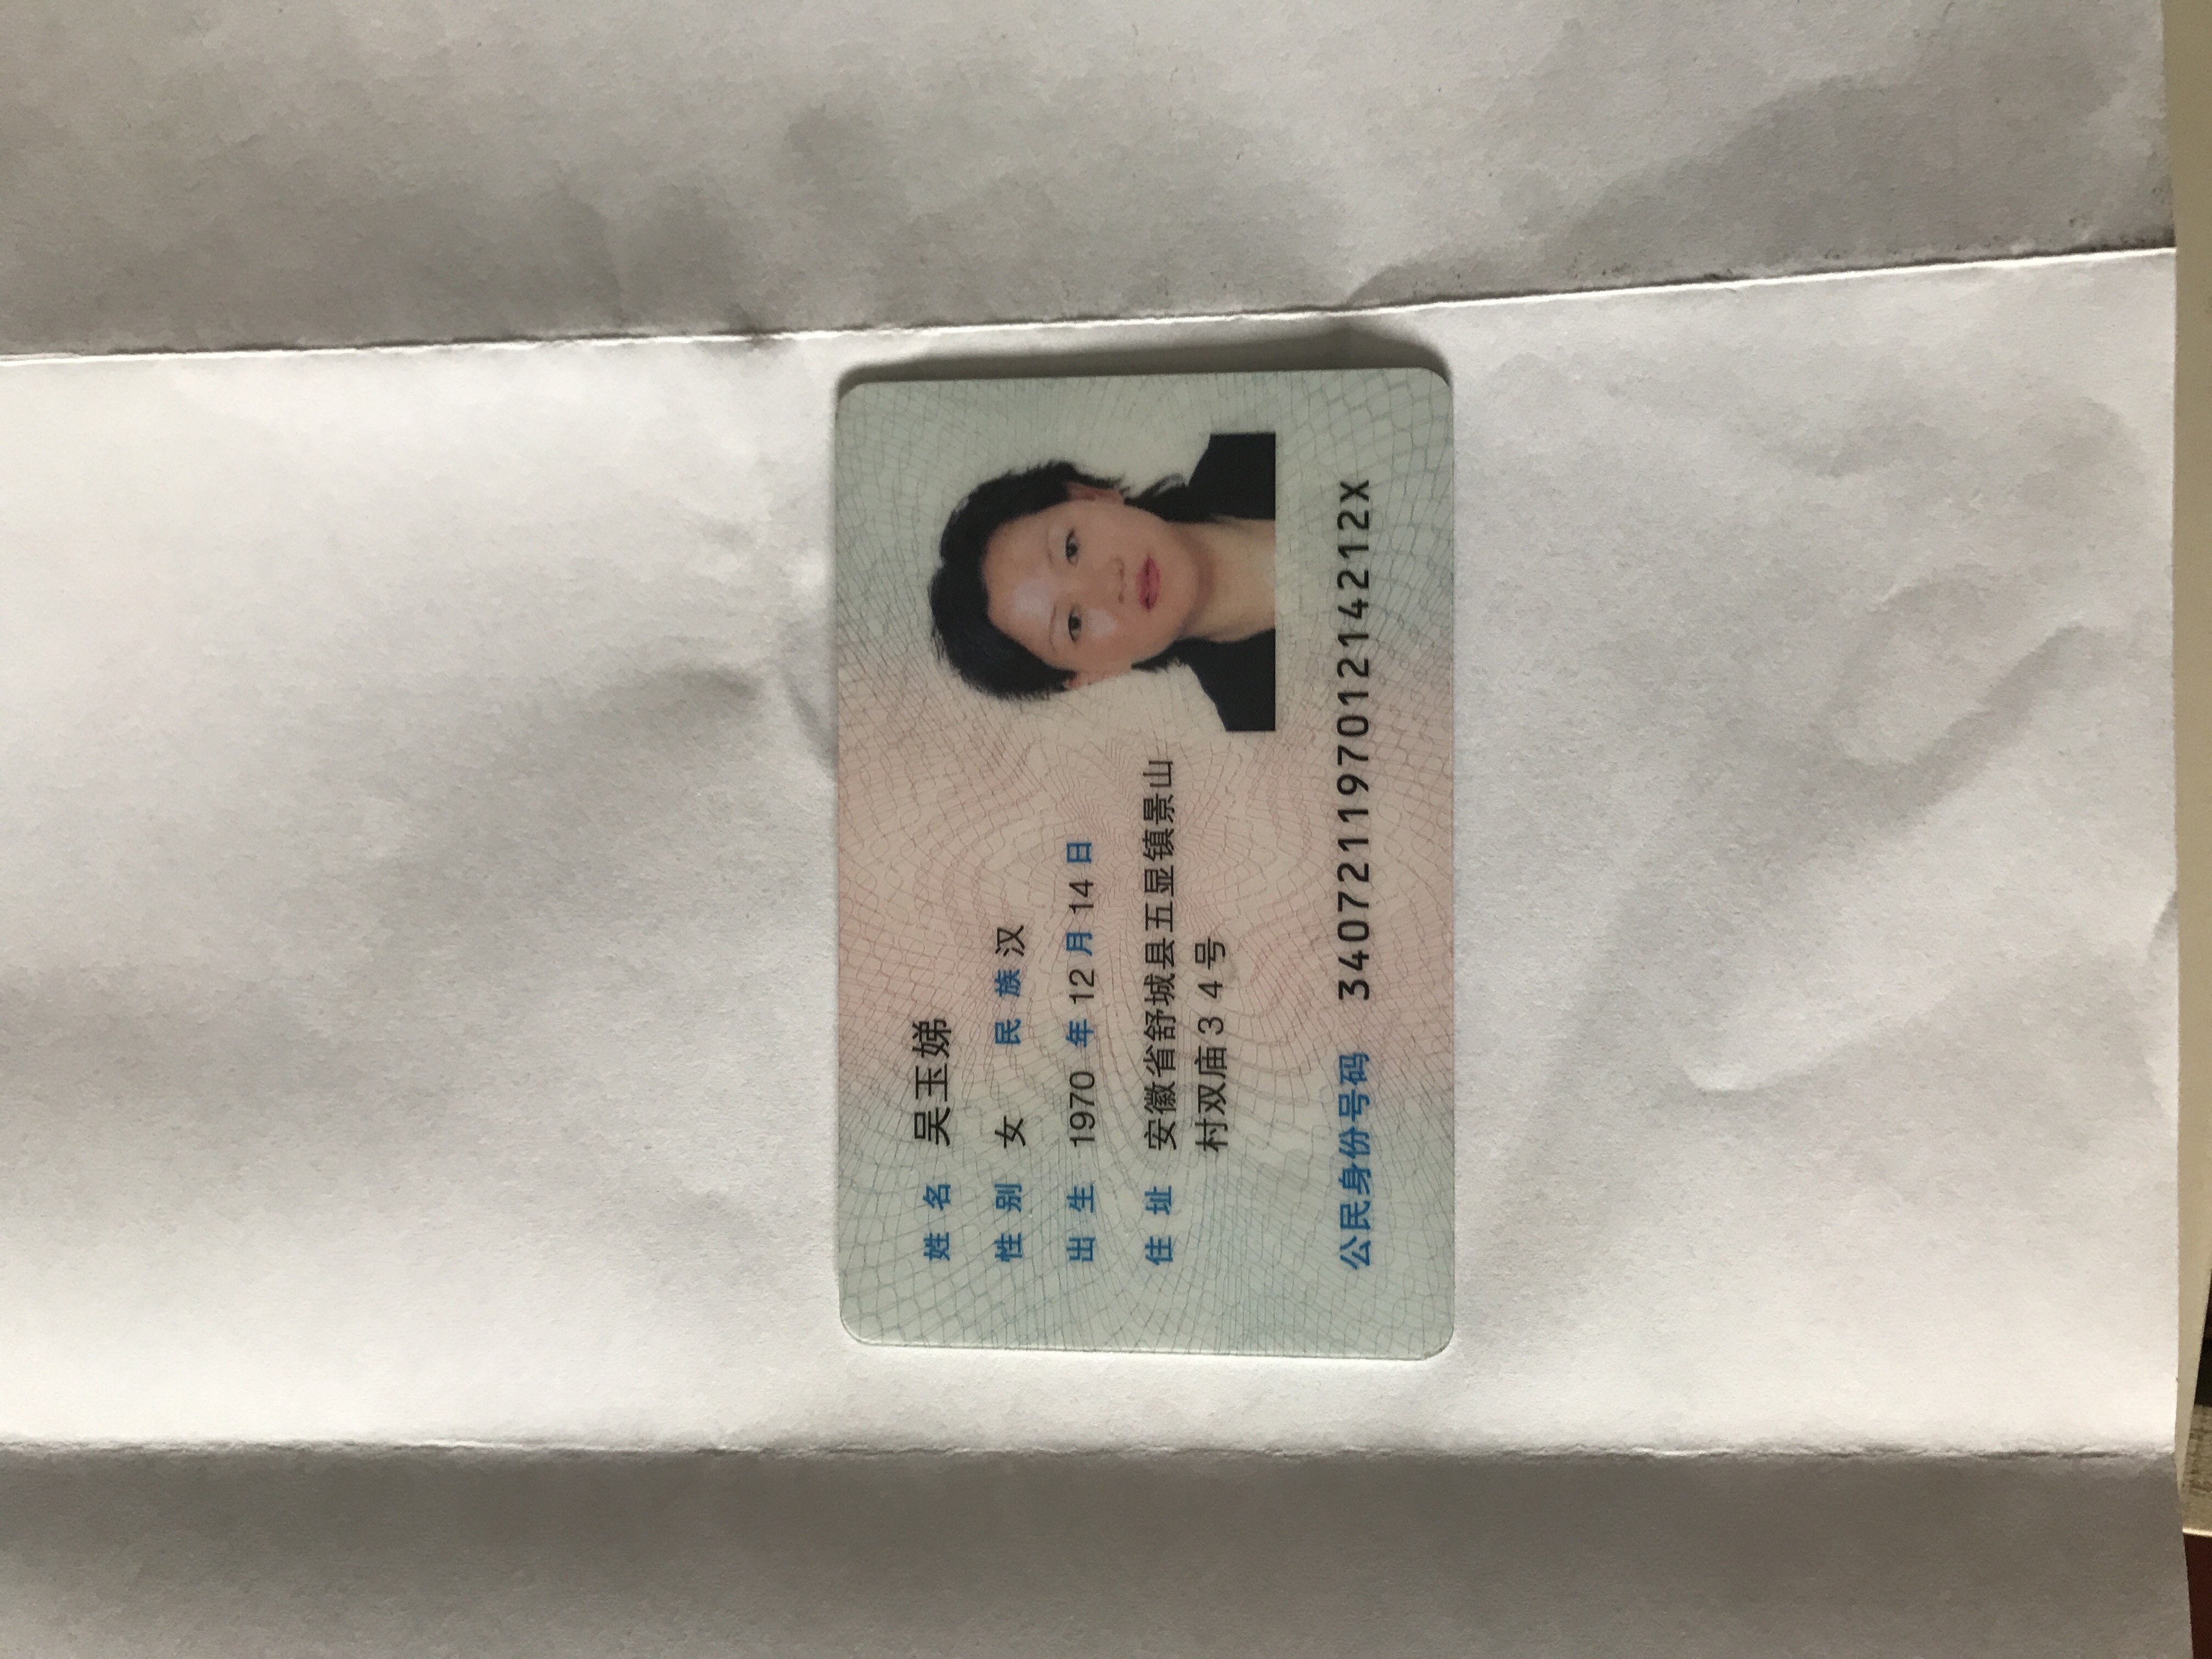 姓名 吴玉娣
性别 女 民族 汉
出生 1970 年 12 月 14 日
住址 安徽省舒城县五显镇景山
村双庙34号
公民身份号码 34072119701214212X